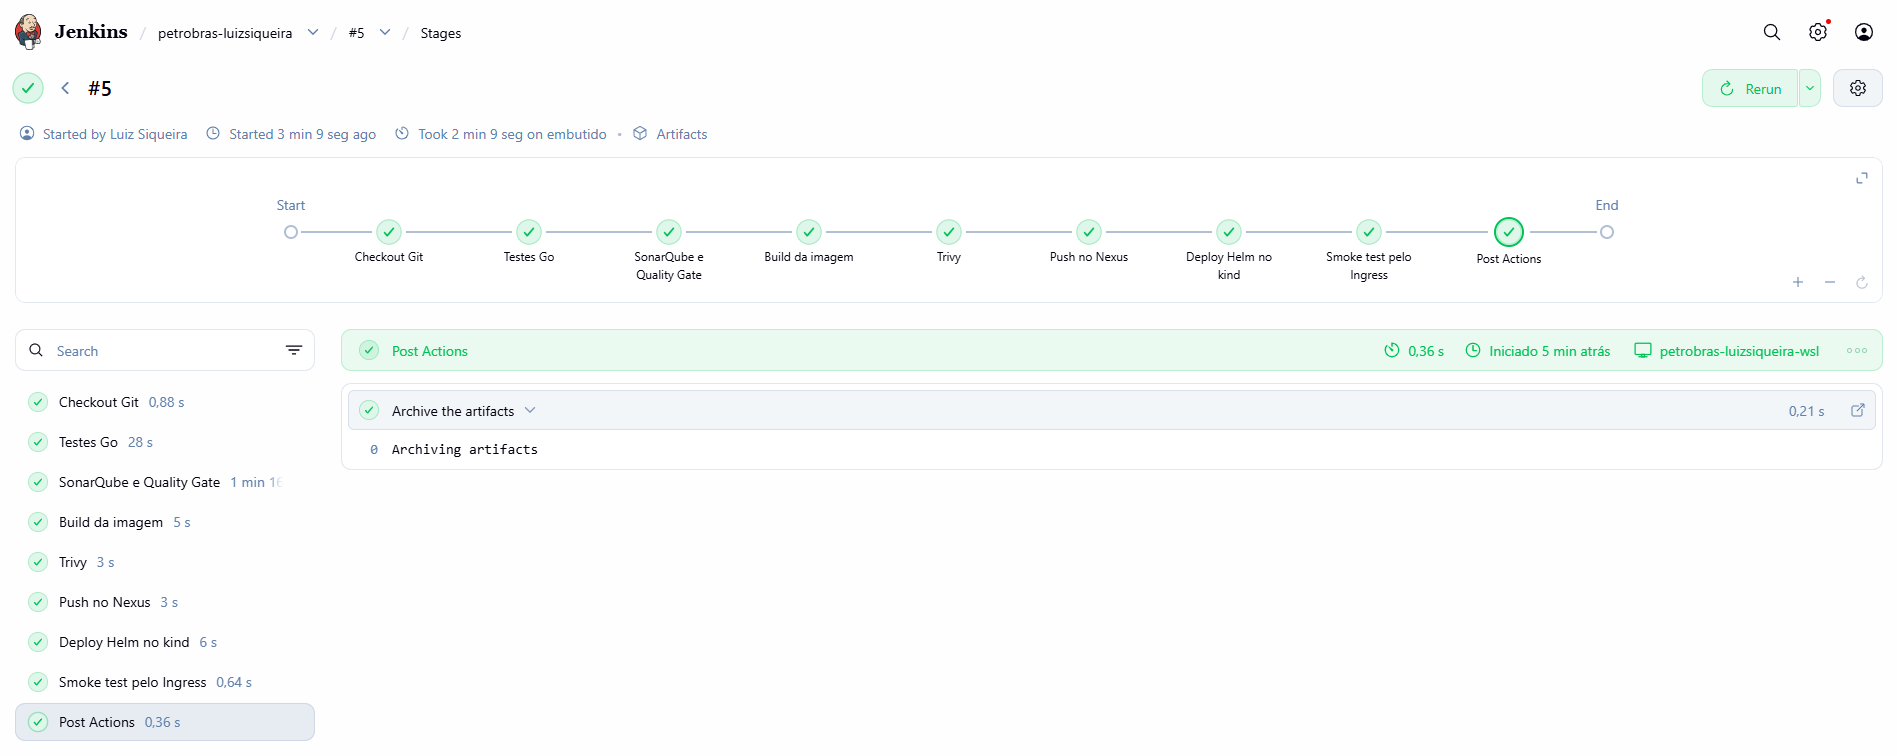 Jenkins / petrobras-luizsiqueira / #5 / Stages
#5
Rerun
Started by Luiz Siqueira Started 3 min 9 seg ago Took 2 min 9 seg on embutido • Artifacts
Start
End
Checkout Git
Testes Go
SonarQube e
Quality Gate
Build da imagem
Trivy
Push no Nexus
Deploy Helm no
kind
Smoke test pelo
Ingress
Post Actions
Search
Checkout Git 0,88 s
Testes Go 28 s
SonarQube e Quality Gate 1 min
Build da imagem 5 s
Trivy 3 s
Push no Nexus 3 s
Deploy Helm no kind 6 s
Smoke test pelo Ingress 0,64 s
Post Actions 0,36 s
Post Actions 0,36 s Iniciado 5 min atrás petrobras-luizsiqueira-wsl
Archive the artifacts 0,21 s
0 Archiving artifacts